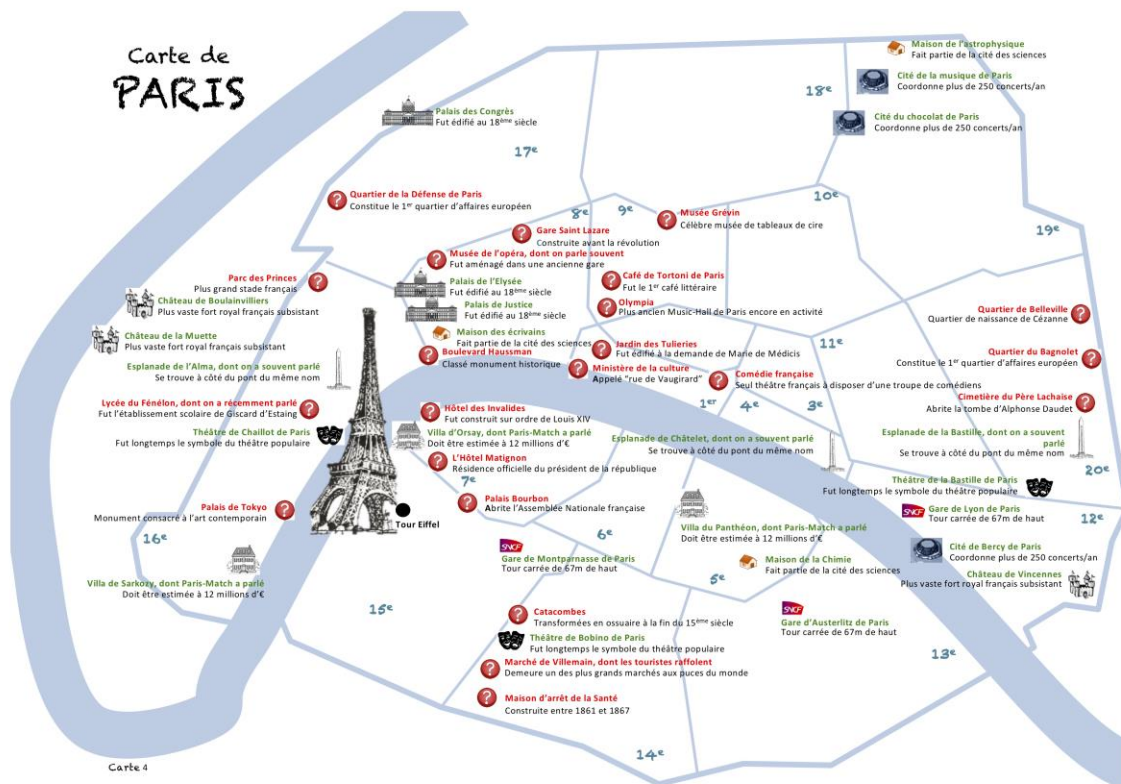 Carte de
PARIS
Maison de l'astrophysique
Fait partie de la cité des sciences
18e
Cité de la musique de Paris
Coordonne plus de 250 concerts/an
Palais des Congrès
Fut édifié au 18ème siècle
Cité du chocolat de Paris
Coordonne plus de 250 concerts/an
17e
Quartier de la Défense de Paris
Constitue le 1er quartier d'affaires européen
10e
8e
9e
Musée Grévin
Célèbre musée de tableaux de cire
19e
Gare Saint Lazare
Construite avant la révolution
Musée de l'opéra, dont on parle souvent
Fut aménagé dans une ancienne gare
Parc des Princes
Plus grand stade français
Palais de l'Elysée
Fut édifié au 18ème siècle
Café de Tortoni de Paris
Fut le 1er café littéraire
Château de Boulainvilliers
Plus vaste fort royal français subsistant
Palais de Justice
Fut édifié au 18ème siècle
Olympia
Plus ancien Music-Hall de Paris encore en activité
Quartier de Belleville
Quartier de naissance de Cézanne
Château de la Muette
Plus vaste fort royal français subsistant
Maison des écrivains
Fait partie de la cité des sciences
Jardin des Tulieries
Fut édifié à la demande de Marie de Médicis
11e
Boulevard Haussman
Classé monument historique
Quartier du Bagnolet
Constitue le 1er quartier d'affaires européen
Esplanade de l'Alma, dont on a souvent parlé
Se trouve à côté du pont du même nom
Ministère de la culture
Appelé "rue de Vaugirard"
Comédie française
Seul théâtre français à disposer d'une troupe de comédiens
Lycée du Fénélon, dont on a récemment parlé
Fut l'établissement scolaire de Giscard d'Estaing
1er
4e
3e
Cimetière du Père Lachaise
Abrite la tombe d'Alphonse Daudet
Hôtel des Invalides
Fut construit sur ordre de Louis XIV
Théâtre de Chaillot de Paris
Fut longtemps le symbole du théâtre populaire
Villa d'Orsay, dont Paris-Match a parlé
Doit être estimée à 12 millions d'€
Esplanade de Châtelet, dont on a souvent parlé
Se trouve à côté du pont du même nom
Esplanade de la Bastille, dont on a souvent
parlé
Se trouve à côté du pont du même nom
L'Hôtel Matignon
Résidence officielle du président de la république
20e
7e
Théâtre de la Bastille de Paris
Fut longtemps le symbole du théâtre populaire
Palais Bourbon
Abrite l'Assemblée Nationale française
Palais de Tokyo
Monument consacré à l'art contemporain
Tour Eiffel
SNCF
Gare de Lyon de Paris
Tour carrée de 67m de haut
12e
16e
6e
Villa du Panthéon, dont Paris-Match a parlé
Doit être estimée à 12 millions d'€
SNCF
Gare de Montparnasse de Paris
Tour carrée de 67m de haut
Cité de Bercy de Paris
Coordonne plus de 250 concerts/an
Maison de la Chimie
Fait partie de la cité des sciences
5e
Château de Vincennes
Plus vaste fort royal français subsistant
Villa de Sarkozy, dont Paris-Match a parlé
Doit être estimée à 12 millions d'€
15e
Catacombes
Transformées en ossuaire à la fin du 15ème siècle
SNCF
Gare d'Austerlitz de Paris
Tour carrée de 67m de haut
Théâtre de Bobino de Paris
Fut longtemps le symbole du théâtre populaire
13e
Marché de Villemain, dont les touristes raffolent
Demeure un des plus grands marchés aux puces du monde
Maison d'arrêt de la Santé
Construite entre 1861 et 1867
14e
Carte 4